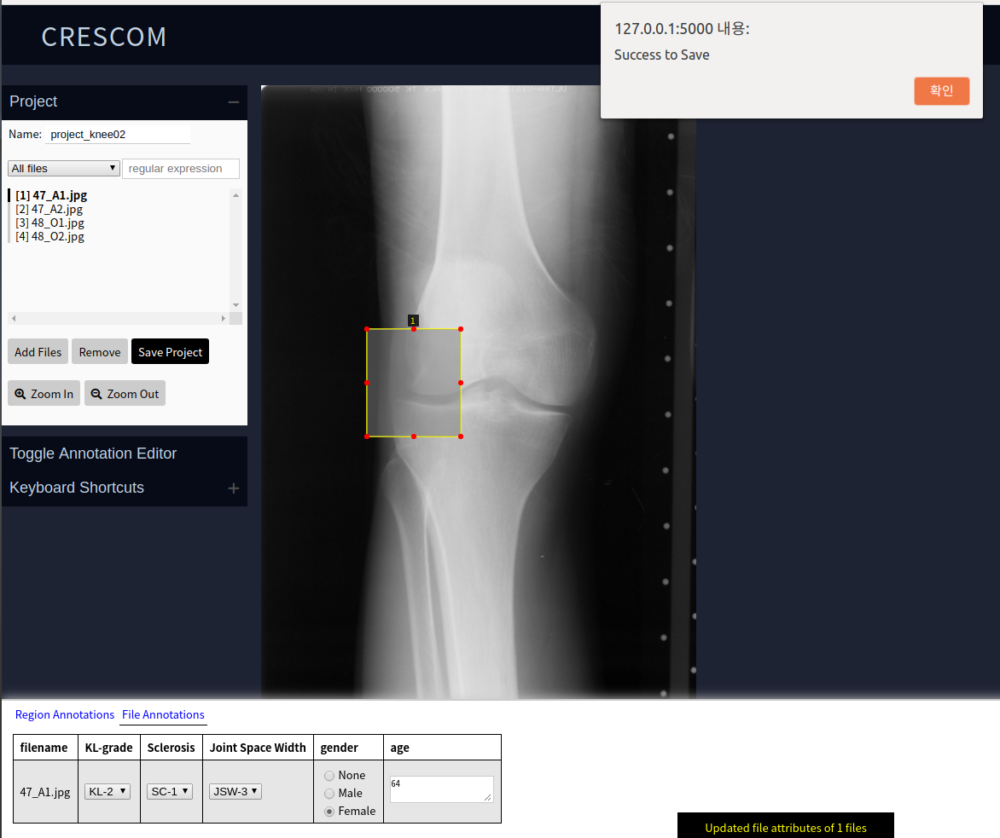 CRESCOM
127.0.0.1:5000 내용:
Success to Save
확인
Project
Name: project_knee02
All files regular expression
[1] 47_A1.jpg
[2] 47_A2.jpg
[3] 48_O1.jpg
[4] 48_O2.jpg
Add Files Remove Save Project
Zoom In Zoom Out
Toggle Annotation Editor
Keyboard Shortcuts
1
Region Annotations File Annotations
filename KL-grade Sclerosis Joint Space Width gender age
47_A1.jpg KL-2 SC-1 JSW-3
None
Male
Female
64
Updated file attributes of 1 files